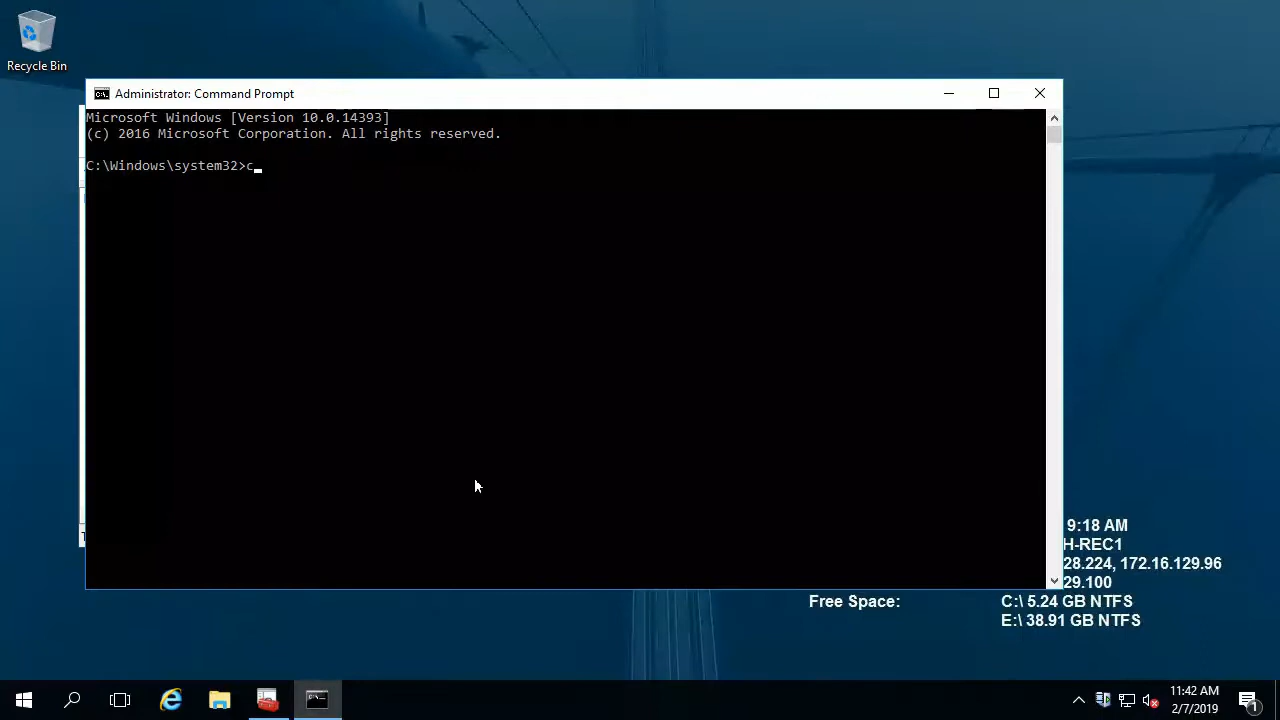 Recycle Bin
Administrator: Command Prompt
Microsoft Windows [Version 10.0.14393]
(c) 2016 Microsoft Corporation. All rights reserved.
C:\Windows\system32>c
9:18 AM
H-REC1
28.224, 172.16.129.96
29.100
Free Space: C:\ 5.24 GB NTFS
E:\ 38.91 GB NTFS
11:42 AM
2/7/2019
1